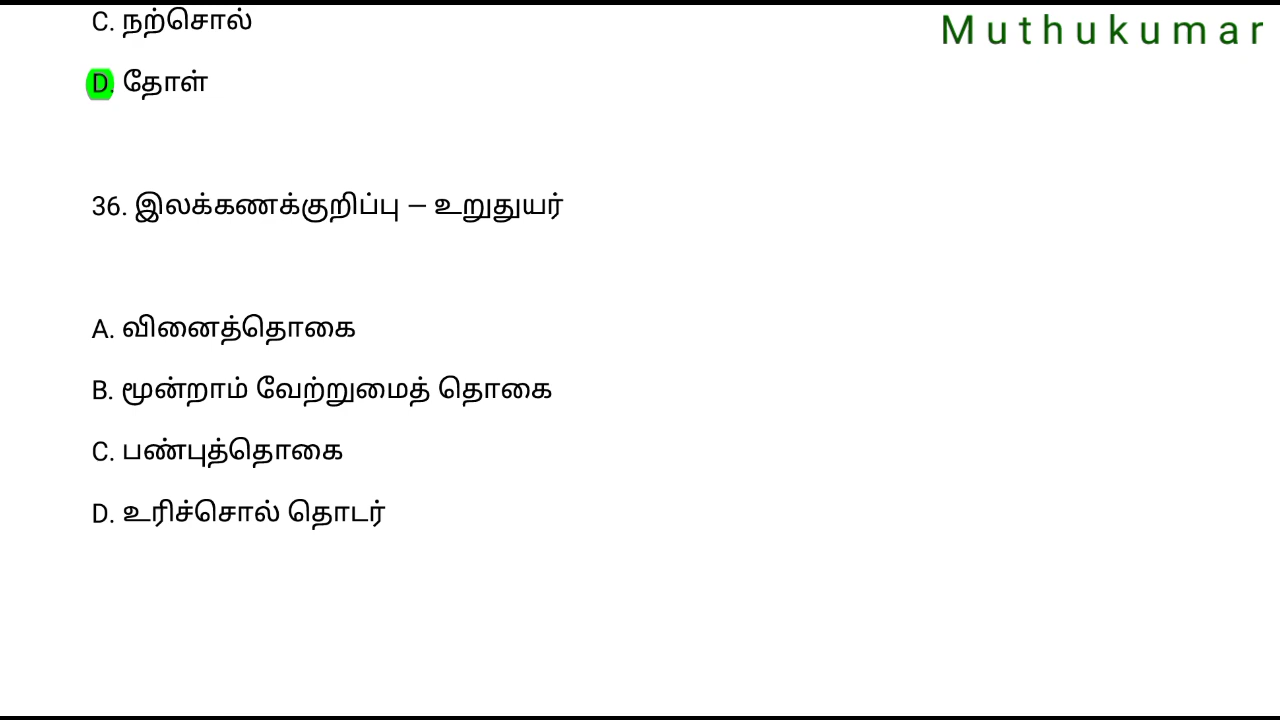 C. நற்சொல்
Muthukumar
D. தோள்
36. இலக்கணக்குறிப்பு – உறுதுயர்
A. வினைத்தொகை
B. மூன்றாம் வேற்றுமைத் தொகை
C. பண்புத்தொகை
D. உரிச்சொல் தொடர்